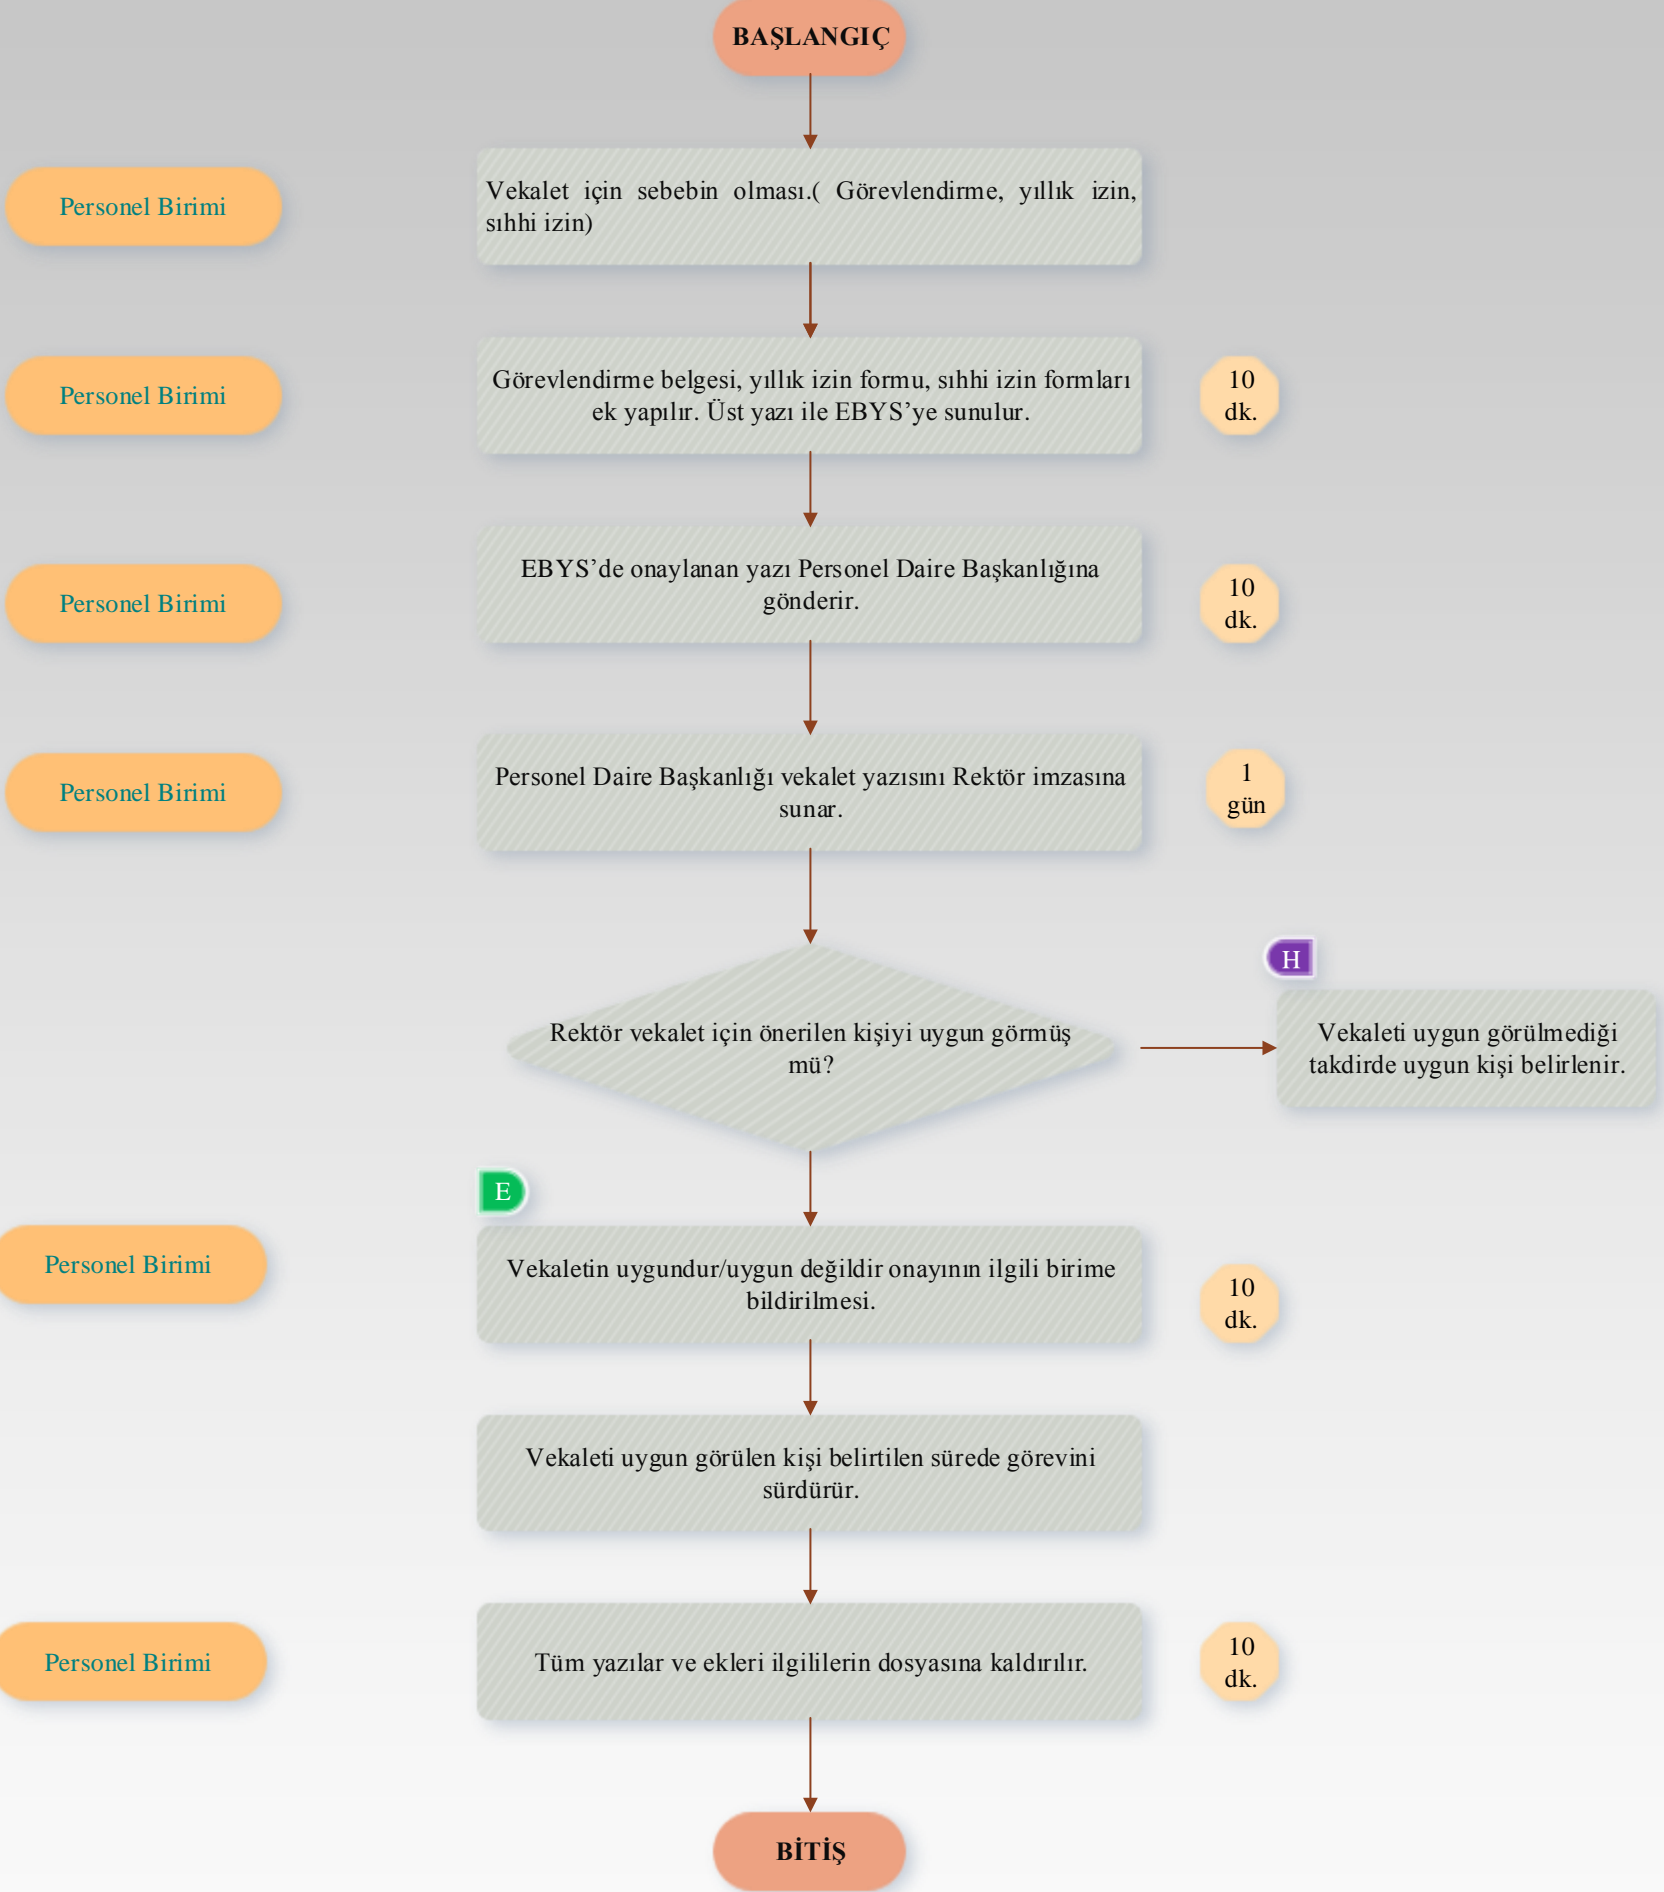 BAŞLANGIÇ
Personel Birimi
Vekalet için sebebin olması.( Görevlendirme, yıllık izin,
sıhhi izin)
Personel Birimi
Görevlendirme belgesi, yıllık izin formu, sıhhi izin formları
ek yapılır. Üst yazı ile EBYS’ye sunulur.
10
dk.
Personel Birimi
EBYS’de onaylanan yazı Personel Daire Başkanlığına
gönderir.
10
dk.
Personel Birimi
Personel Daire Başkanlığı vekalet yazısını Rektör imzasına
sunar.
1
gün
Rektör vekalet için önerilen kişiyi uygun görmüş
mü?
H
Vekaleti uygun görülmediği
takdirde uygun kişi belirlenir.
E
Personel Birimi
Vekaletin uygundur/uygun değildir onayının ilgili birime
bildirilmesi.
10
dk.
Vekaleti uygun görülen kişi belirtilen sürede görevini
sürdürür.
Personel Birimi
Tüm yazılar ve ekleri ilgililerin dosyasına kaldırılır.
10
dk.
BİTİŞ